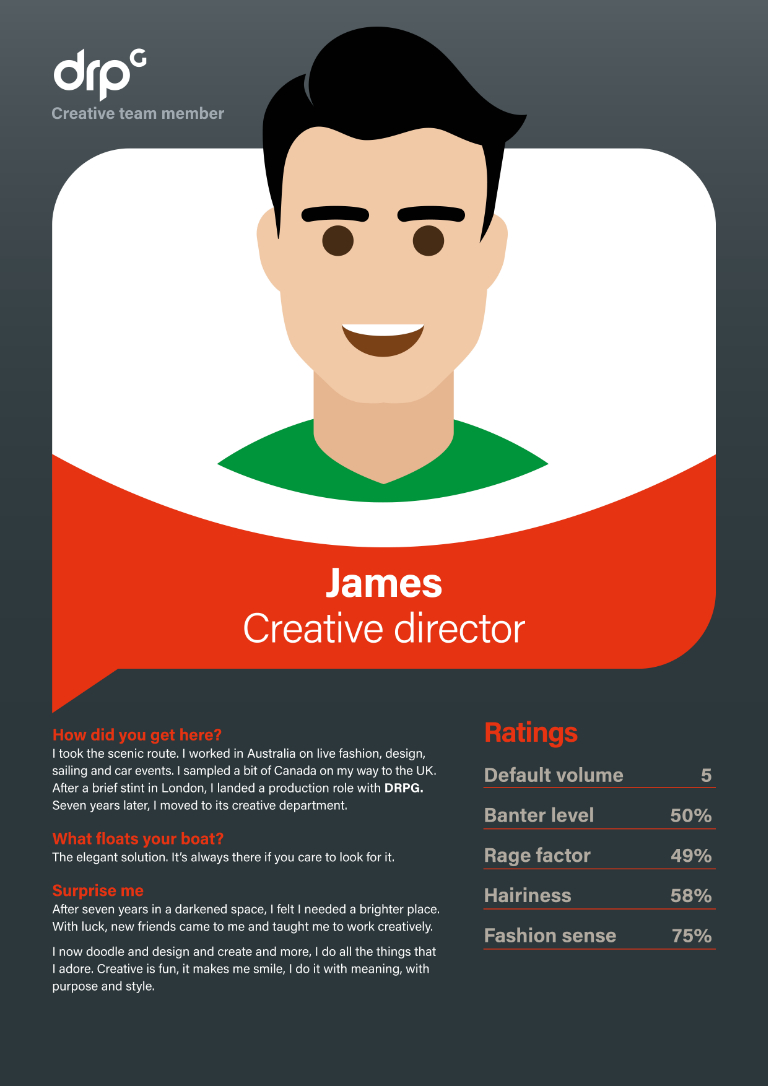 drpG
Creative team member
James
Creative director
How did you get here?
I took the scenic route. I worked in Australia on live fashion, design,
sailing and car events. I sampled a bit of Canada on my way to the UK.
After a brief stint in London, I landed a production role with DRPG.
Seven years later, I moved to its creative department.
What floats your boat?
The elegant solution. It's always there if you care to look for it.
Surprise me
After seven years in a darkened space, I felt I needed a brighter place.
With luck, new friends came to me and taught me to work creatively.
I now doodle and design and create and more, I do all the things that
I adore. Creative is fun, it makes me smile, I do it with meaning, with
purpose and style.
Ratings
Default volume 5
Banter level 50%
Rage factor 49%
Hairiness 58%
Fashion sense 75%